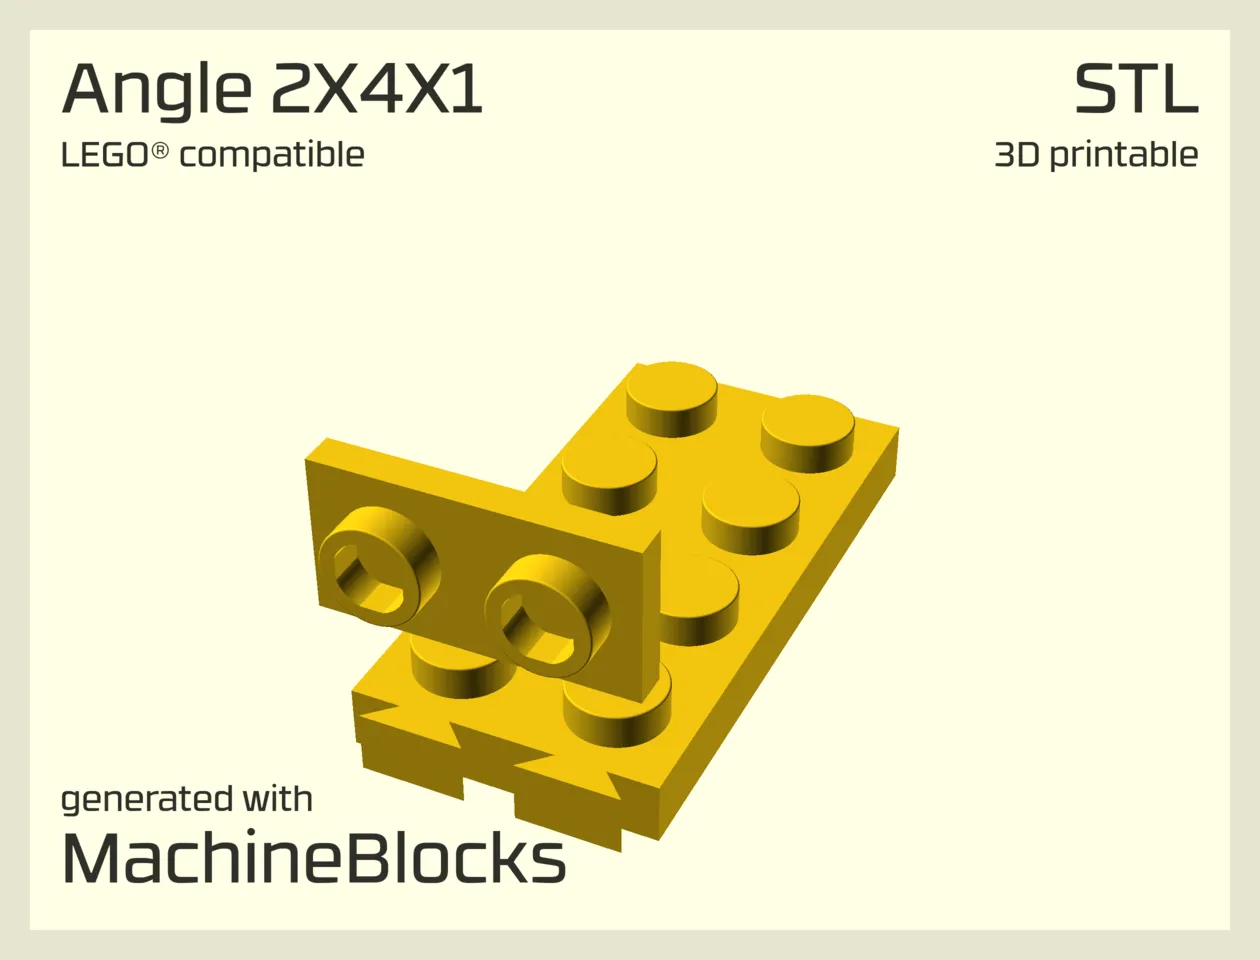 Angle 2X4X1
LEGO® compatible
STL
3D printable
generated with
MachineBlocks